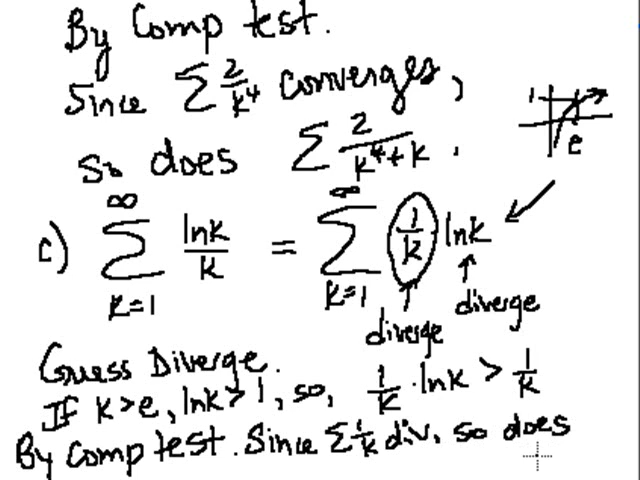 By Comp test.
Since Σ 2/k⁴ converges,
so does Σ 2/(k⁴+k).
1
e
c) ∞ Σ k=1 lnk/k = ∞ Σ k=1 (1/k) lnk
diverge diverge
Guess Diverge.
If k>e, lnk>1, so, 1/k · lnk > 1/k
By Comp test. Since Σ 1/k div, so does